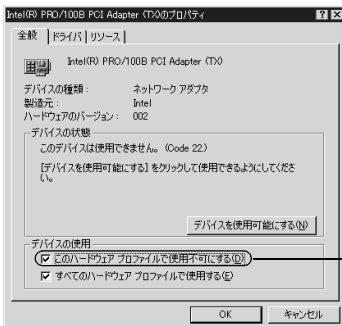 Intel(R) PRO/100B PCI Adapter (TX)のプロパティ
全般 ドライバ リソース
Intel(R) PRO/100B PCI Adapter (TX)
デバイスの種類： ネットワーク アダプタ
製造元： Intel
ハードウェアのバージョン： 002
デバイスの状態
このデバイスは使用できません。 (Code 22.)
[デバイスを使用可能にする] をクリックして使用できるようにしてくださ
い。
デバイスを使用可能にする(N)
デバイスの使用
このハードウェア プロファイルで使用不可にする(D)
すべてのハードウェア プロファイルで使用する(E)
OK キャンセル